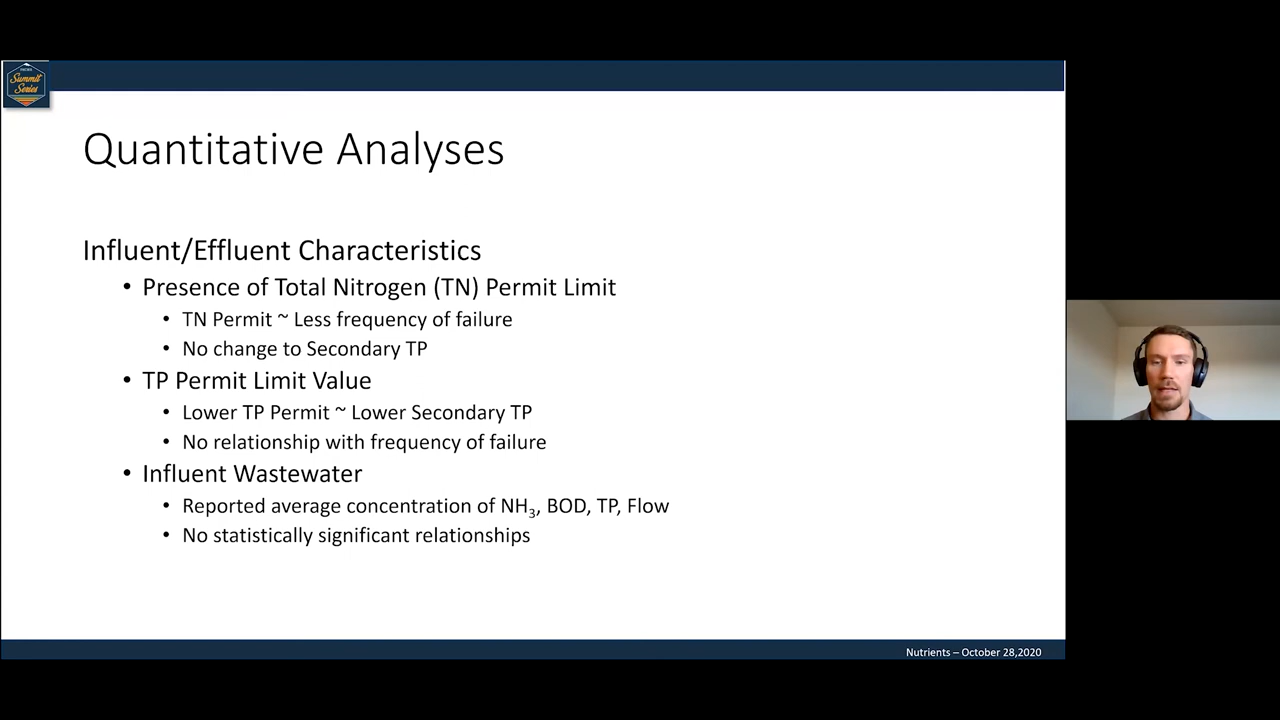 Summit
Series
Quantitative Analyses
Influent/Effluent Characteristics
• Presence of Total Nitrogen (TN) Permit Limit
• TN Permit ~ Less frequency of failure
• No change to Secondary TP
• TP Permit Limit Value
• Lower TP Permit ~ Lower Secondary TP
• No relationship with frequency of failure
• Influent Wastewater
• Reported average concentration of NH₃, BOD, TP, Flow
• No statistically significant relationships
Nutrients – October 28,2020